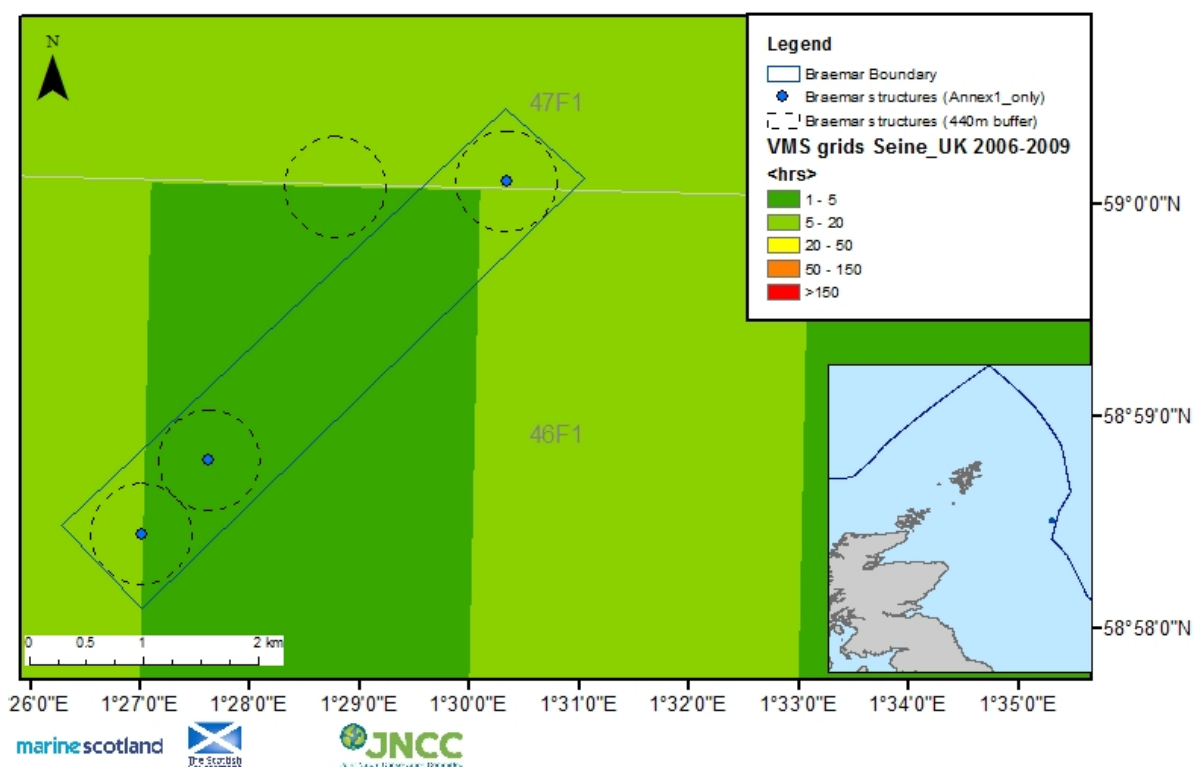 N
47F1
46F1
Legend
Braemar Boundary
Braemar structures (Annex1_only)
Braemar structures (440m buffer)
VMS grids Seine_UK 2006-2009
<hrs>
1 - 5
5 - 20
20 - 50
50 - 150
>150
59°0'0"N
58°59'0"N
58°58'0"N
0 0.5 1 2 km
26'0"E 1°27'0"E 1°28'0"E 1°29'0"E 1°30'0"E 1°31'0"E 1°32'0"E 1°33'0"E 1°34'0"E 1°35'0"E
marinescotland
The Scottish
JNCC